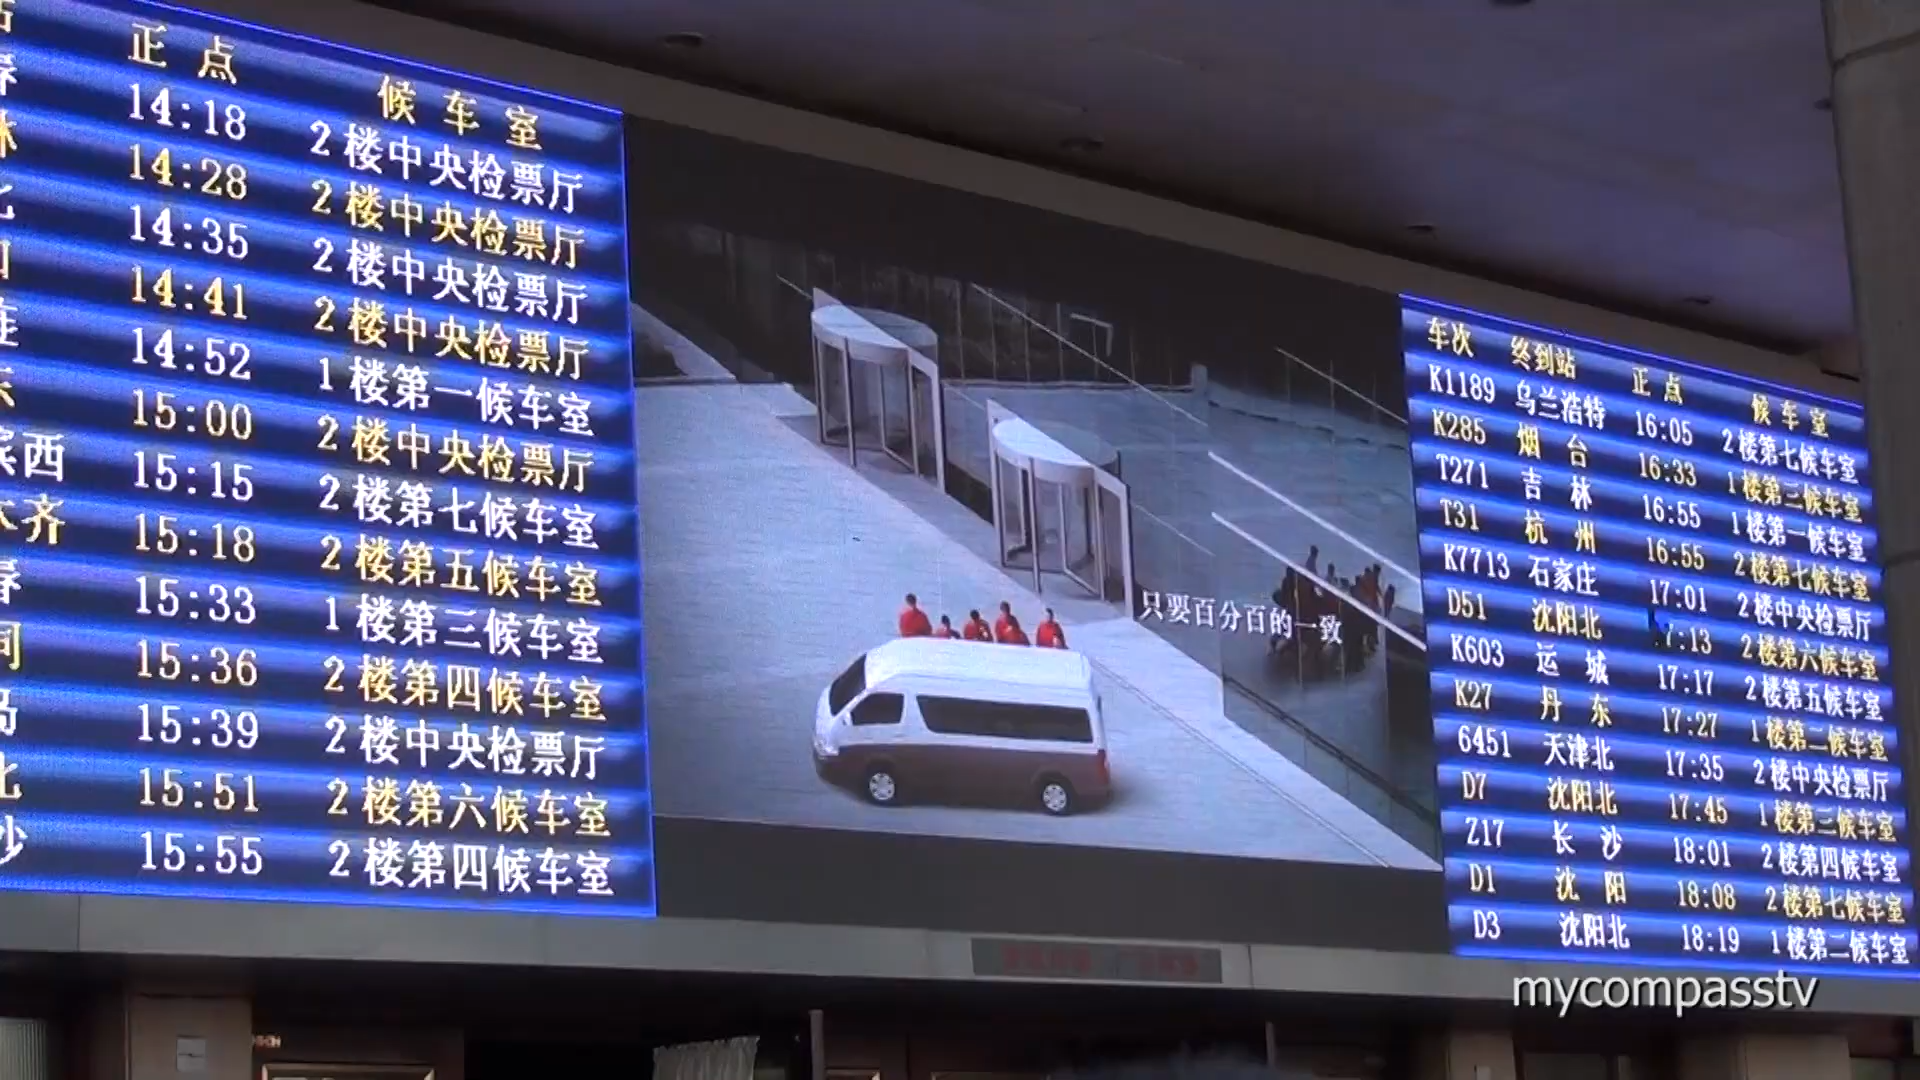 正点 候车室
14:18 2楼中央检票厅
14:28 2楼中央检票厅
14:35 2楼中央检票厅
14:41 2楼中央检票厅
14:52 1楼第一候车室
15:00 2楼中央检票厅
西 15:15 2楼第七候车室
齐 15:18 2楼第五候车室
春 15:33 1楼第三候车室
15:36 2楼第四候车室
15:39 2楼中央检票厅
北 15:51 2楼第六候车室
沙 15:55 2楼第四候车室
只要百分百的一致
车次 终到站 正点 候车室
K1189 乌兰浩特 16:05 2楼第七候车室
K285 烟台 16:33 1楼第三候车室
T271 吉林 16:55 1楼第一候车室
T31 杭州 16:55 2楼第七候车室
K7713 石家庄 17:01 2楼中央检票厅
D51 沈阳北 7:13 2楼第六候车室
K603 运城 17:17 2楼第五候车室
K27 丹东 17:27 1楼第二候车室
6451 天津北 17:35 2楼中央检票厅
D7 沈阳北 17:45 1楼第三候车室
Z17 长沙 18:01 2楼第四候车室
D1 沈阳 18:08 2楼第七候车室
D3 沈阳北 18:19 1楼第二候车室
mycompasstv